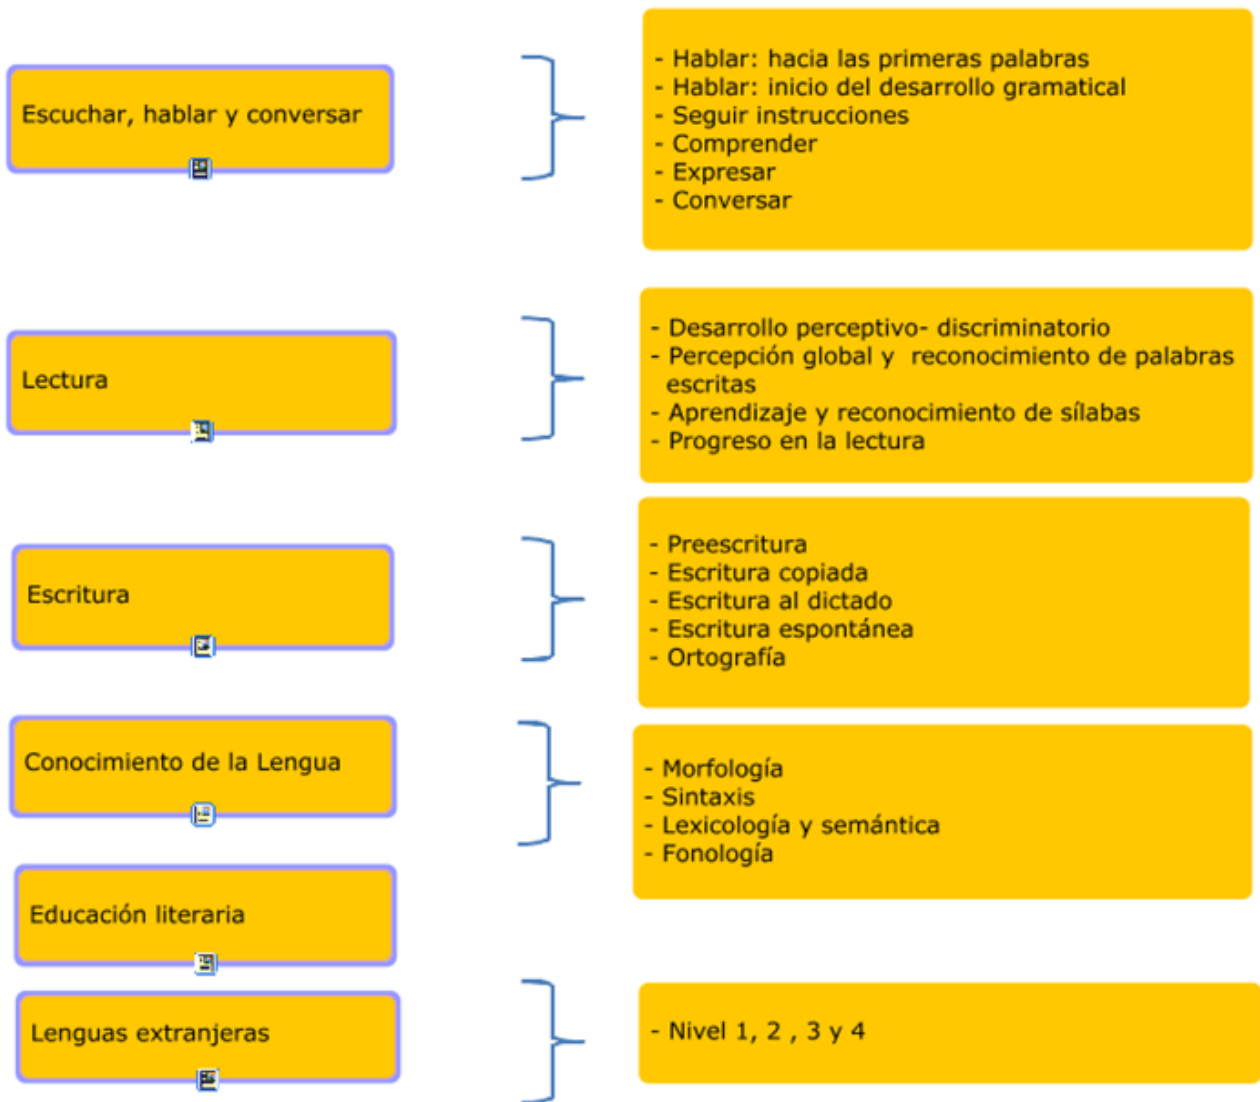 Escuchar, hablar y conversar
- Hablar: hacia las primeras palabras
- Hablar: inicio del desarrollo gramatical
- Seguir instrucciones
- Comprender
- Expresar
- Conversar
Lectura
- Desarrollo perceptivo- discriminatorio
- Percepción global y reconocimiento de palabras
escritas
- Aprendizaje y reconocimiento de sílabas
- Progreso en la lectura
Escritura
- Preescritura
- Escritura copiada
- Escritura al dictado
- Escritura espontánea
- Ortografía
Conocimiento de la Lengua
- Morfología
- Sintaxis
- Lexicología y semántica
- Fonología
Educación literaria
Lenguas extranjeras
- Nivel 1, 2 , 3 y 4